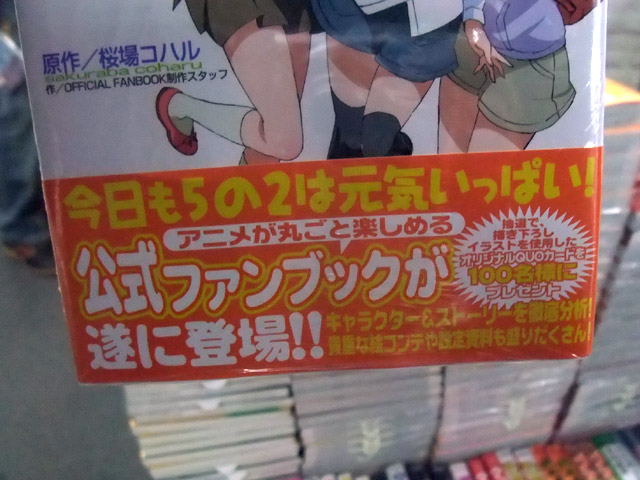 原作/桜場コハル
sakuraba coharu
作/OFFICIAL FANBOOK制作スタッフ
今日も5の2は元気いっぱい!
アニメが丸ごと楽しめる
公式ファンブックが
遂に登場!!
抽選で
描き下ろし
イラストを使用した
オリジナルQUOカードを
100名様に
プレゼント
キャラクター&ストーリーを徹底分析!
貴重な絵コンテや設定資料も盛りだくさん!